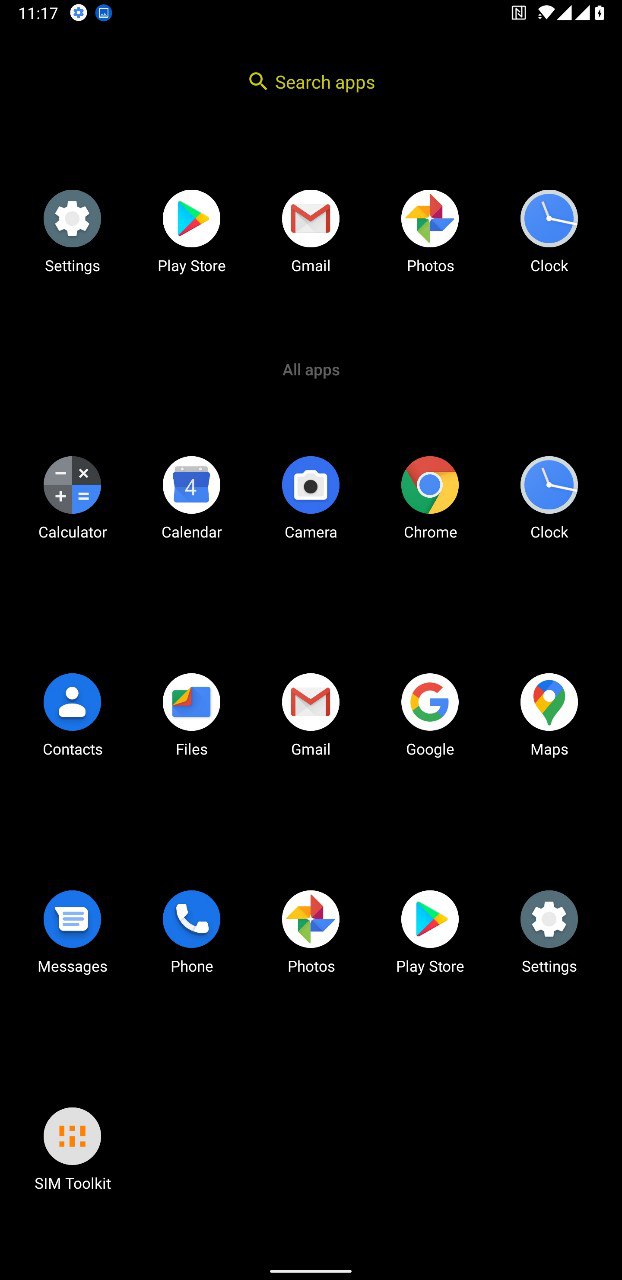 11:17
Search apps
Settings Play Store Gmail Photos Clock
All apps
4
Calculator Calendar Camera Chrome Clock
Contacts Files Gmail Google Maps
Messages Phone Photos Play Store Settings
SIM Toolkit